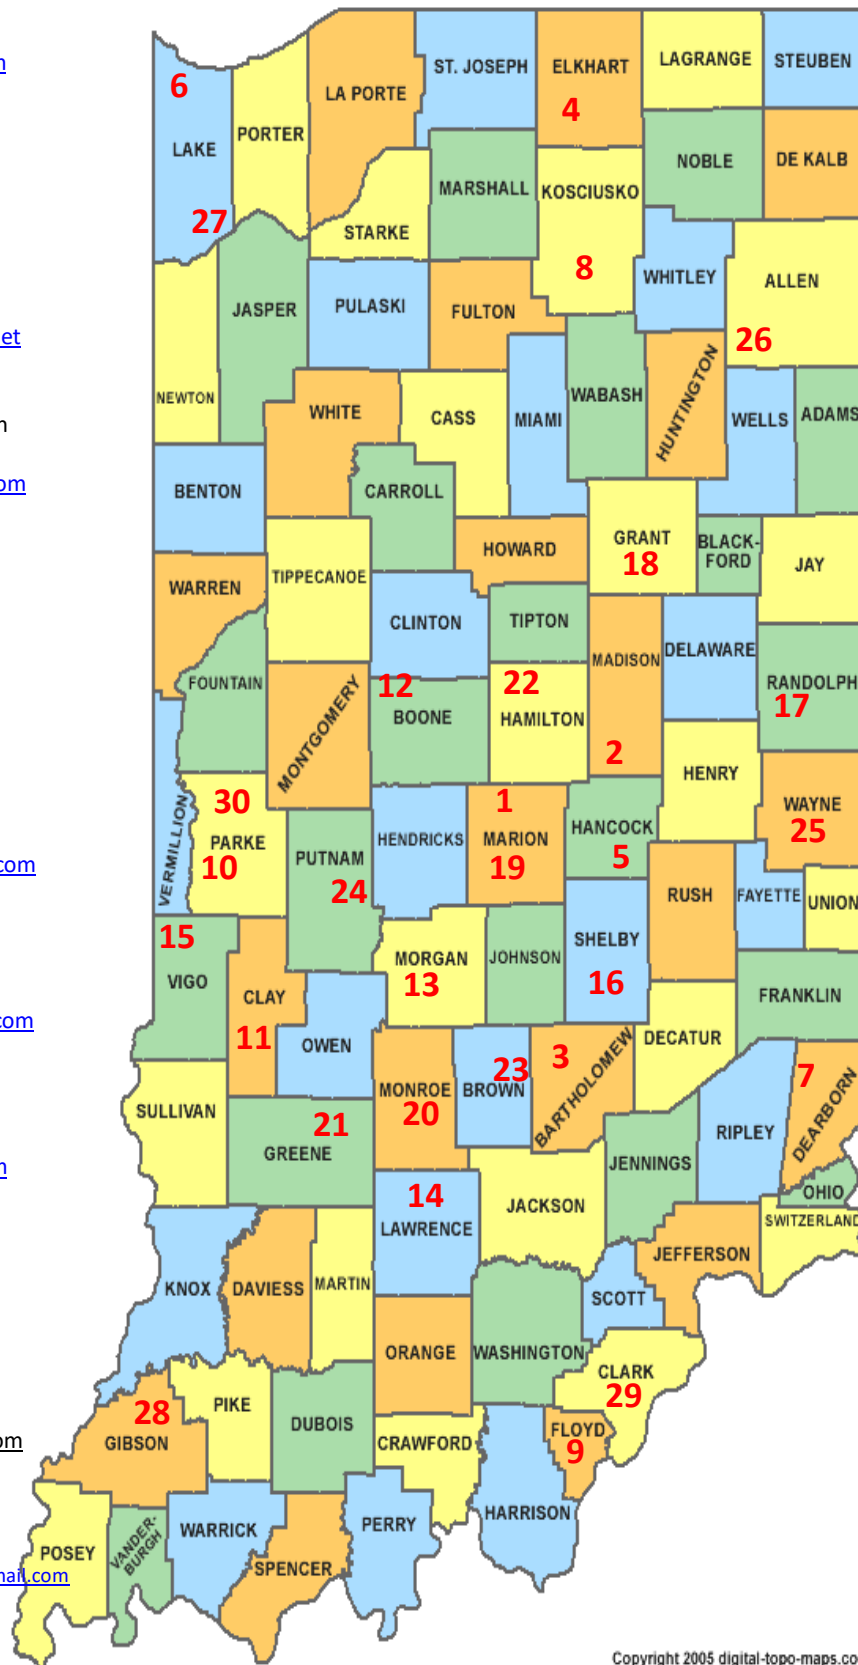 m
et
m
om
com
com
m
om
mail.com
6
LAKE
27
PORTER
LA PORTE
ST. JOSEPH
ELKHART
4
LAGRANGE
STEUBEN
STARKE
MARSHALL
KOSCIUSKO
8
NOBLE
DE KALB
WHITLEY
ALLEN
26
NEWTON
JASPER
PULASKI
FULTON
WHITE
CASS
MIAMI
WABASH
HUNTINGTON
WELLS
ADAMS
BENTON
CARROLL
HOWARD
GRANT
18
BLACK-
FORD
JAY
WARREN
TIPPECANOE
CLINTON
TIPTON
MADISON
2
DELAWARE
RANDOLPH
17
FOUNTAIN
MONTGOMERY
12
BOONE
22
HAMILTON
HENRY
VERMILLION
30
PARKE
10
PUTNAM
24
HENDRICKS
1
MARION
19
HANCOCK
5
WAYNE
25
RUSH
FAYETTE
UNION
15
VIGO
CLAY
11
OWEN
MORGAN
13
JOHNSON
SHELBY
16
FRANKLIN
DECATUR
SULLIVAN
GREENE
21
MONROE
20
BROWN
23
3
BARTHOLOMEW
JENNINGS
RIPLEY
7
DEARBORN
OHIO
SWITZERLAND
14
LAWRENCE
JACKSON
JEFFERSON
KNOX
DAVIESS
MARTIN
ORANGE
WASHINGTON
SCOTT
CLARK
29
28
GIBSON
PIKE
DUBOIS
CRAWFORD
FLOYD
9
HARRISON
POSEY
VANDER-
BURGH
WARRICK
SPENCER
PERRY
Copyright 2005 digital-topo-maps.co